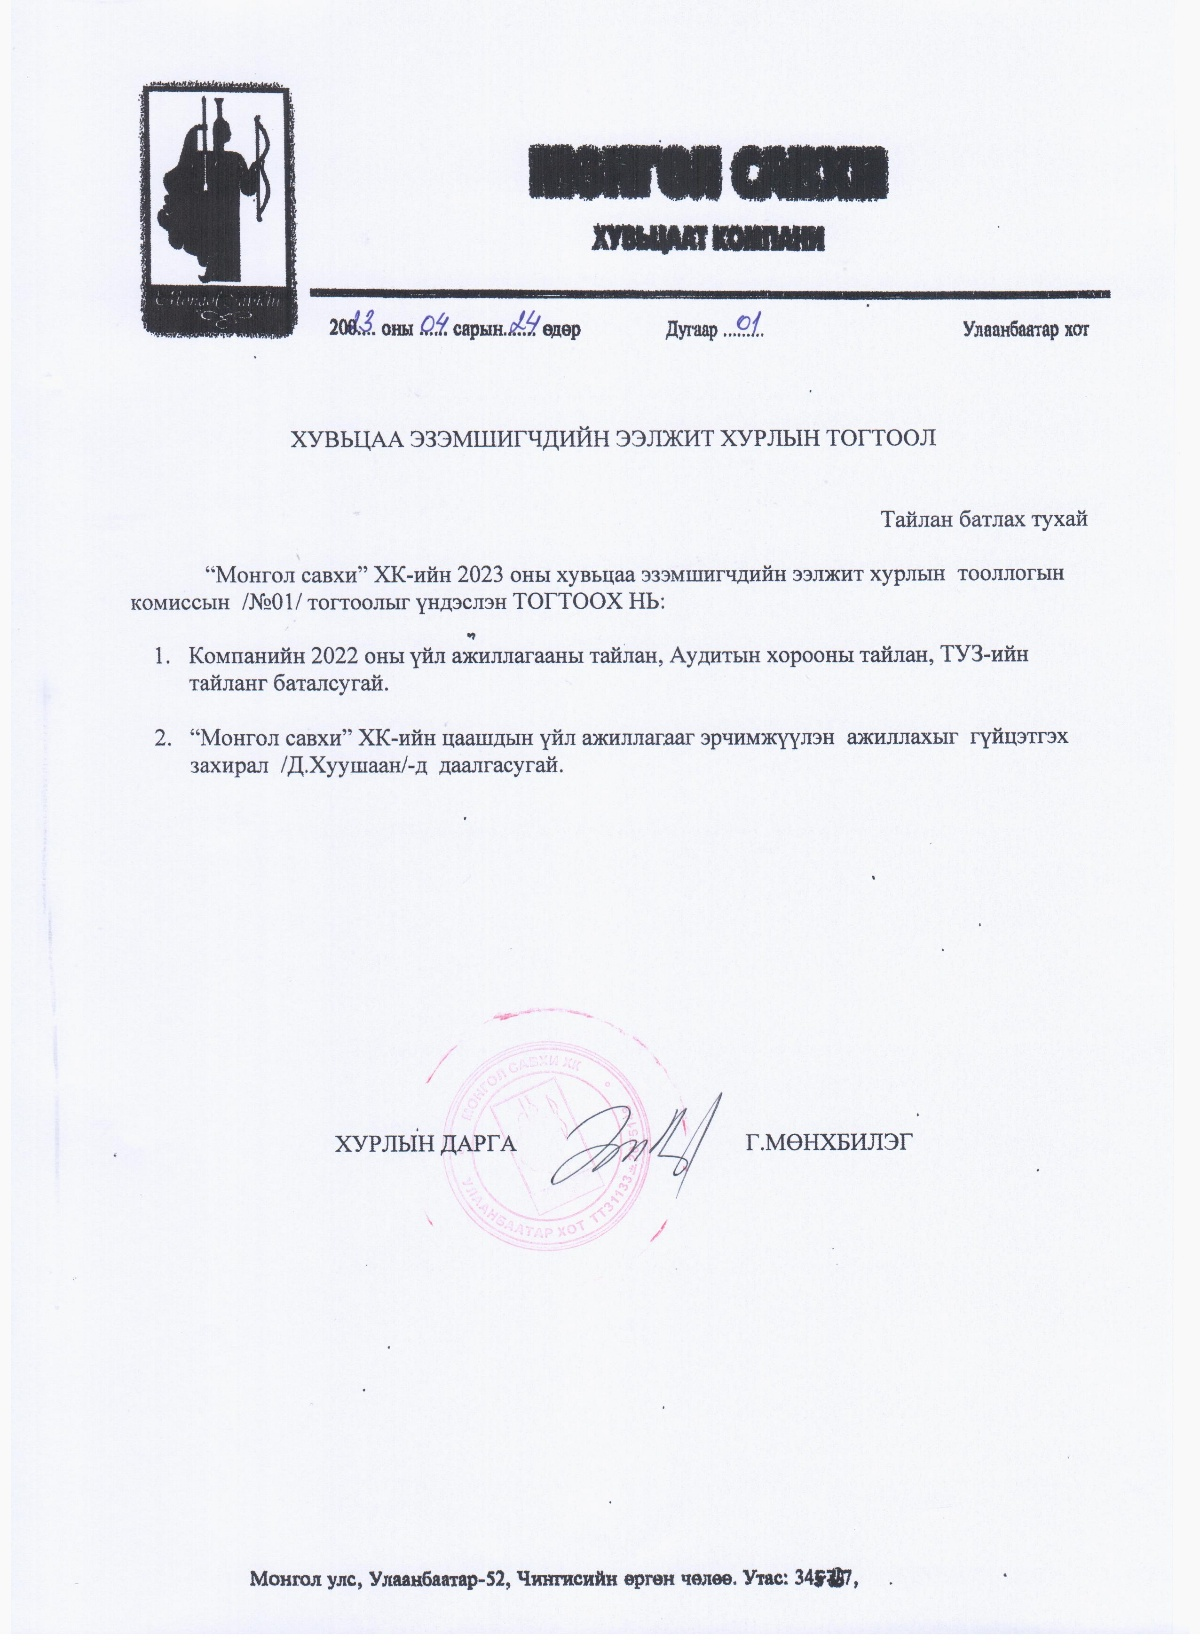 МОНГОЛ САВХИ
ХУВЬЦААТ КОМПАНИ
Mongol Savkhi
2023 оны 04 сарын 24 өдөр Дугаар 01 Улаанбаатар хот
ХУВЬЦАА ЭЗЭМШИГЧДИЙН ЭЭЛЖИТ ХУРЛЫН ТОГТООЛ
Тайлан батлах тухай
“Монгол савхи” ХК-ийн 2023 оны хувьцаа эзэмшигчдийн ээлжит хурлын тооллогын
комиссын /№01/ тогтоолыг үндэслэн ТОГТООХ НЬ:
1. Компанийн 2022 оны үйл ажиллагааны тайлан, Аудитын хорооны тайлан, ТУЗ-ийн
тайланг баталсугай.
2. “Монгол савхи” ХК-ийн цаашдын үйл ажиллагааг эрчимжүүлэн ажиллахыг гүйцэтгэх
захирал /Д.Хуушаан/-д даалгасугай.
МОНГОЛ САВХИ ХК
ХУРЛЫН ДАРГА Г.МӨНХБИЛЭГ
УЛААНБААТАР ХОТ
Монгол улс, Улаанбаатар-52, Чингисийн өргөн чөлөө. Утас: